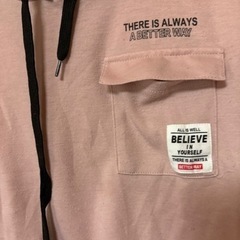 THERE IS ALWAYS
A BETTER WAY
ALL IS WELL
BELIEVE
IN
YOURSELF
THERE IS ALWAYS A
BETTER WAY